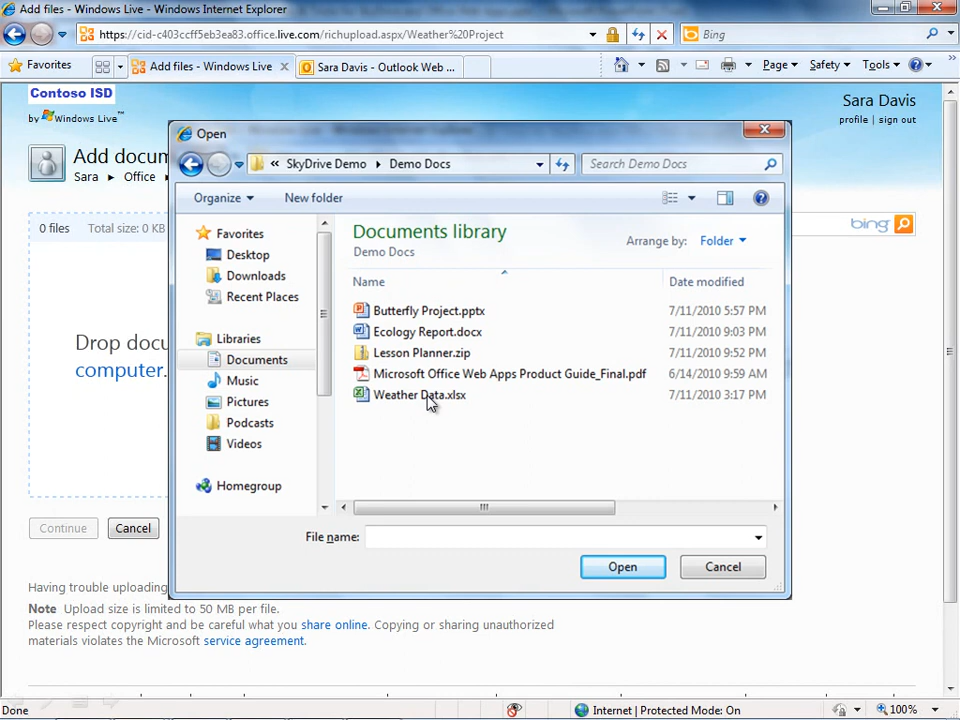 Add files - Windows Live - Windows Internet Explorer
https://cid-c403ccff5eb3ea83.office.live.com/richupload.aspx/Weather%20Project
Bing
Favorites
Add files - Windows Live
Sara Davis - Outlook Web ...
Page
Safety
Tools
Contoso ISD
by Windows Live™
Sara Davis
profile | sign out
Add docum
Sara ▸ Office ▸
0 files Total size: 0 KB
bing
Drop docu
computer.
Continue
Cancel
Open
« SkyDrive Demo ▸ Demo Docs
Search Demo Docs
Organize
New folder
Favorites
Desktop
Downloads
Recent Places
Libraries
Documents
Music
Pictures
Podcasts
Videos
Homegroup
Documents library
Demo Docs
Arrange by: Folder
Name Date modified
Butterfly Project.pptx 7/11/2010 5:57 PM
Ecology Report.docx 7/11/2010 9:03 PM
Lesson Planner.zip 7/11/2010 9:52 PM
Microsoft Office Web Apps Product Guide_Final.pdf 6/14/2010 9:59 AM
Weather Data.xlsx 7/11/2010 3:17 PM
File name:
Open
Cancel
Having trouble uploading
Note Upload size is limited to 50 MB per file.
Please respect copyright and be careful what you share online. Copying or sharing unauthorized
materials violates the Microsoft service agreement.
Done
Internet | Protected Mode: On
100%